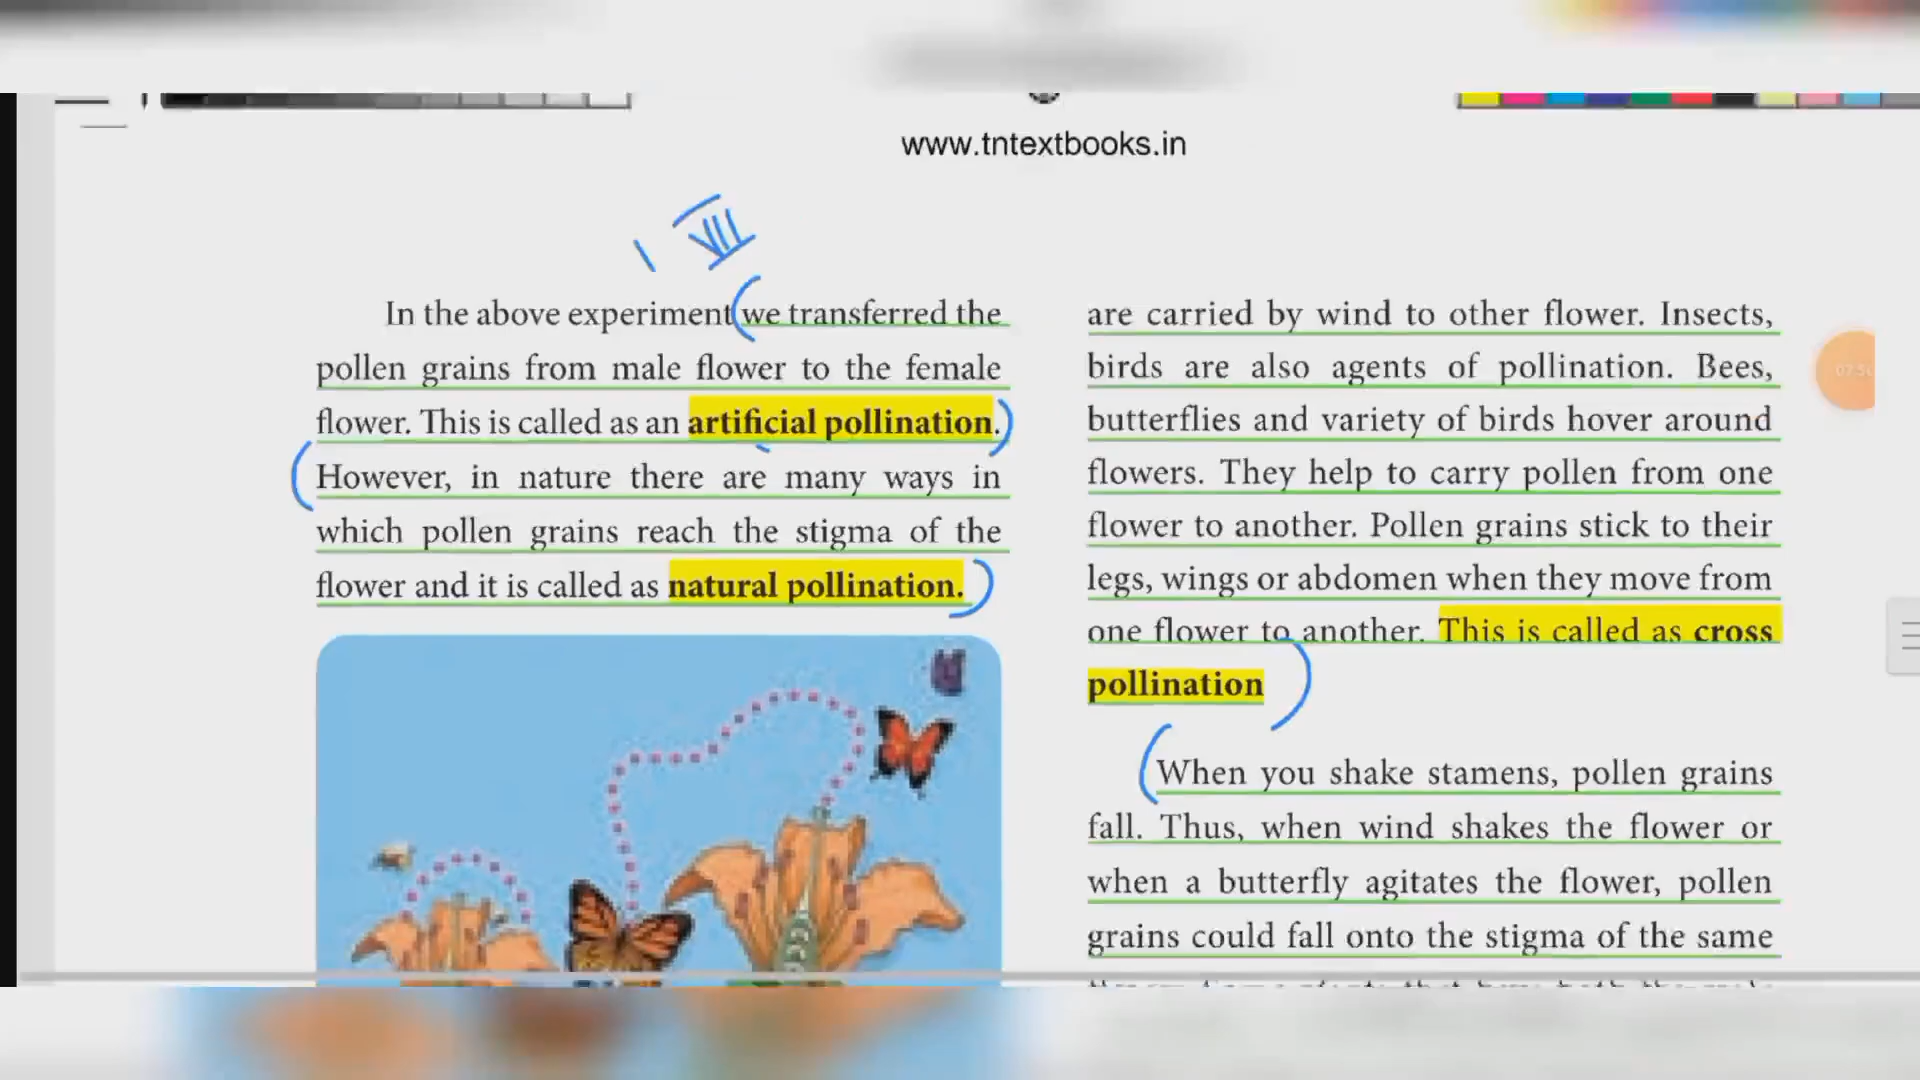 www.tntextbooks.in
I VII
In the above experiment we transferred the
pollen grains from male flower to the female
flower. This is called as an artificial pollination.
However, in nature there are many ways in
which pollen grains reach the stigma of the
flower and it is called as natural pollination.
are carried by wind to other flower. Insects,
birds are also agents of pollination. Bees,
butterflies and variety of birds hover around
flowers. They help to carry pollen from one
flower to another. Pollen grains stick to their
legs, wings or abdomen when they move from
one flower to another. This is called as cross
pollination
When you shake stamens, pollen grains
fall. Thus, when wind shakes the flower or
when a butterfly agitates the flower, pollen
grains could fall onto the stigma of the same